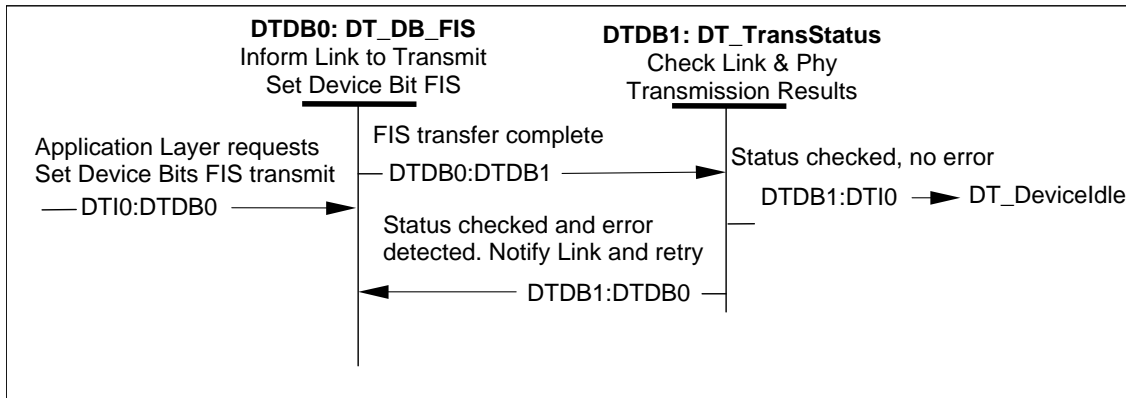 DTDB0: DT_DB_FIS
Inform Link to Transmit
Set Device Bit FIS
DTDB1: DT_TransStatus
Check Link & Phy
Transmission Results
Application Layer requests
Set Device Bits FIS transmit
DTI0:DTDB0
FIS transfer complete
DTDB0:DTDB1
Status checked, no error
DTDB1:DTI0
DT_DeviceIdle
Status checked and error
detected. Notify Link and retry
DTDB1:DTDB0